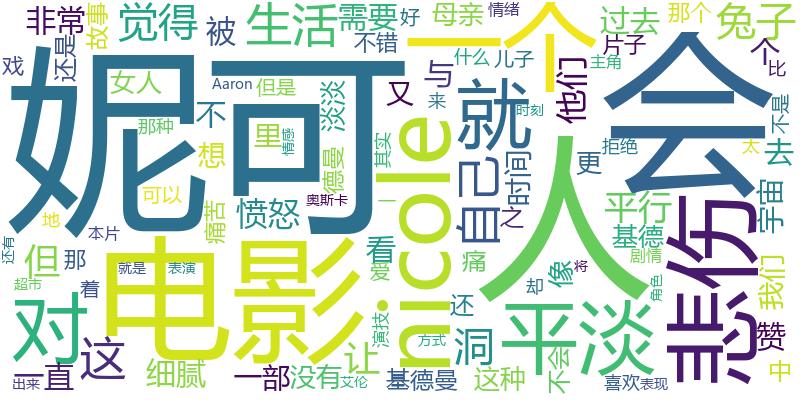 非常
故事
觉得
被
生活
需要
母亲
情绪
好
不错
一个
过去
那个
兔子
片子
个
比
戏
还是
妮可
女人
Aaron
但是
那种
不
里
情感
淡淡
又
与
来
什么
儿子
就
他们
主角
会
时刻
不是
去
太
想
德曼
其实
nicole
自己
时间
人
更
拒绝
宇宙
可以
痛苦
愤怒
奥斯卡
一
之
平行
基德
悲伤
地
但
那
本片
电影
看
爱
痛
却
像
将
剧情
我们
还有
着
就是
表演
超市
对
这
演技
还
洞
平淡
角色
赞
中
让
方式
一直
出来
细腻
一部
没有
艾伦
基德曼
这种
不会
喜欢
表现